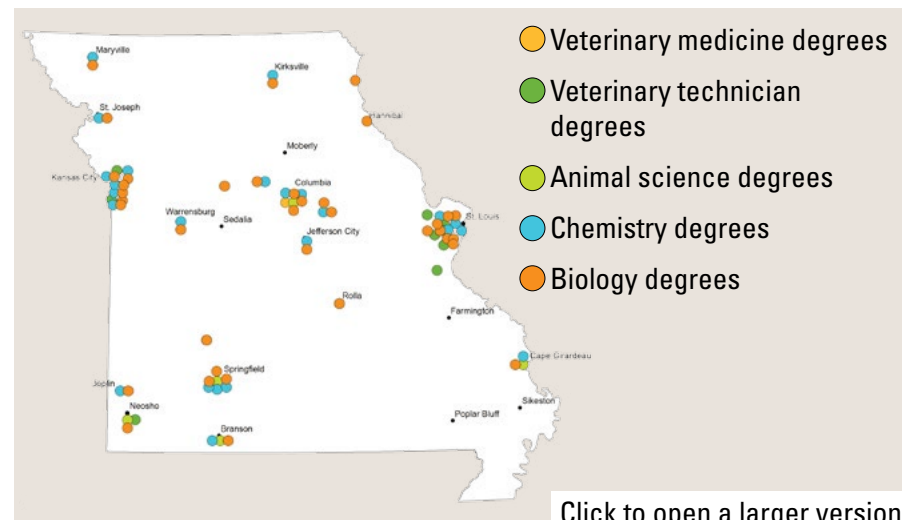 Maryville
Kirksville
St. Joseph
Hannibal
Moberly
Kansas City
Columbia
Warrensburg
Sedalia
St. Louis
Jefferson City
Rolla
Farmington
Cape Girardeau
Springfield
Joplin
Neosho
Sikeston
Poplar Bluff
Branson
Veterinary medicine degrees
Veterinary technician
degrees
Animal science degrees
Chemistry degrees
Biology degrees
Click to open a larger version